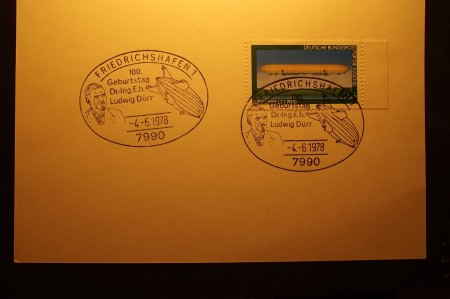 FRIEDRICHSHAFEN 1
100.
Geburtstag
Dr.-Ing.E.h.
Ludwig Dürr
-4.-6.1978
7990
DEUTSCHE BUNDESPOST
FRIEDRICHSHAFEN
Geburtstag
Dr.-Ing.E.h.
Ludwig Dürr
-4.-6.1978
7990